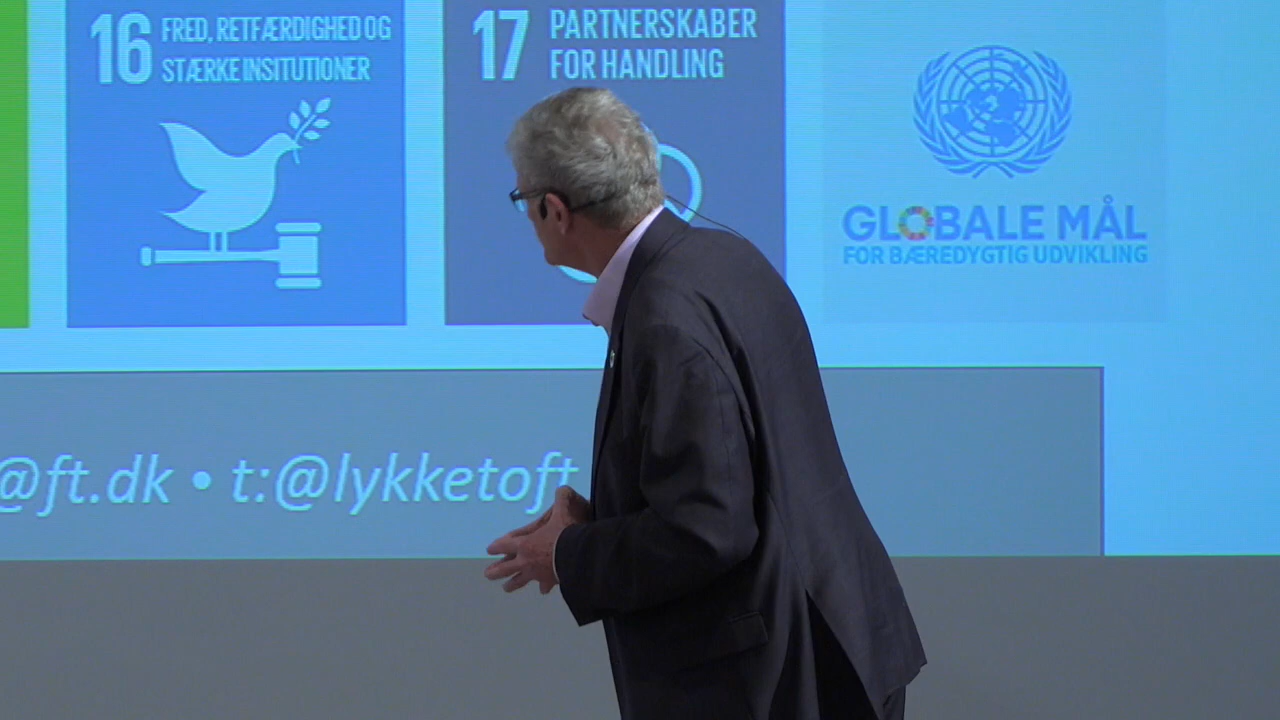 16 FRED, RETFÆRDIGHED OG
STÆRKE INSITUTIONER
17 PARTNERSKABER
FOR HANDLING
GLOBALE MÅL
FOR BÆREDYGTIG UDVIKLING
@ft.dk • t:@lykketoft